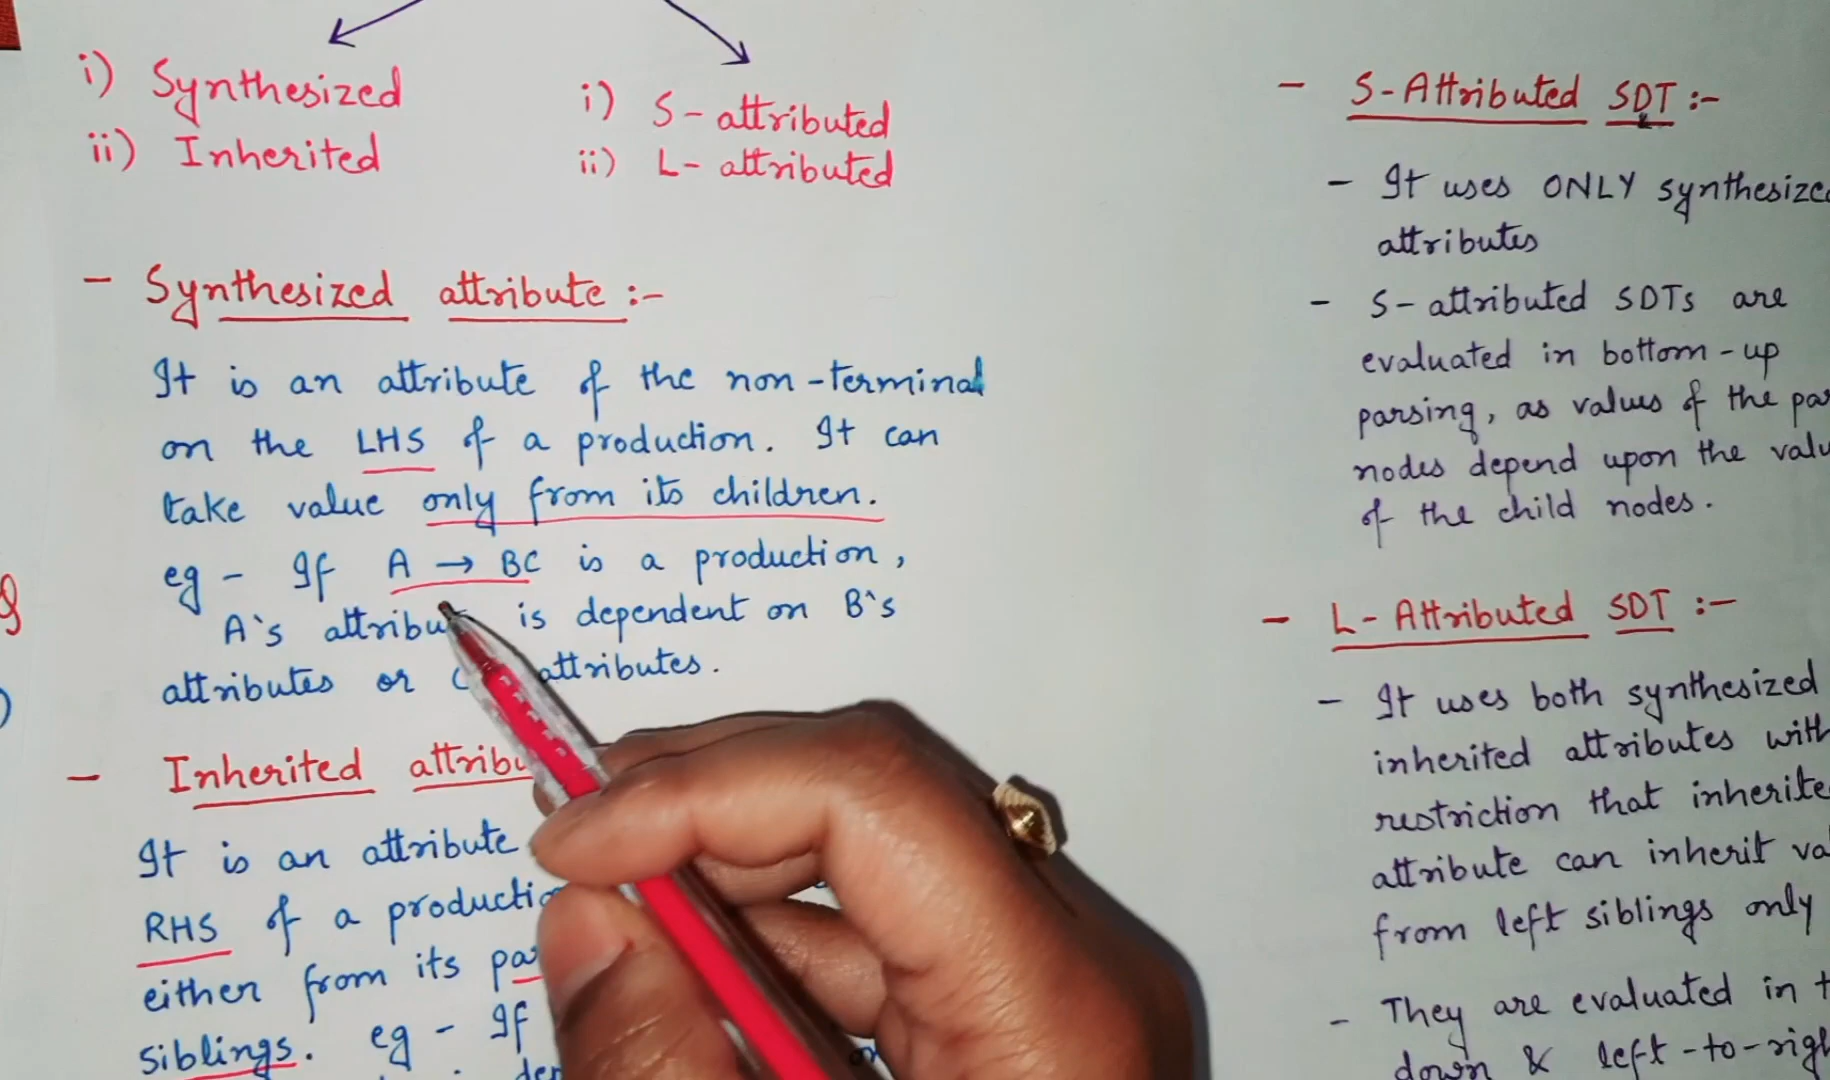 i) Synthesized
ii) Inherited
i) S-attributed
ii) L-attributed
- Synthesized attribute :-
It is an attribute of the non-terminal
on the LHS of a production. It can
take value only from its children.
eg - If A → BC is a production,
A's is dependent on B's
attributes or attributes.
- Inherited
It is an attribute
RHS of a
either from its
siblings. eg - If
- S-Attributed SDT :-
- It uses ONLY
attributes
- S-attributed SDTs are
evaluated in bottom-up
parsing, as values of the
nodes depend upon the
of the child nodes.
- L-Attributed SDT :-
- It uses both synthesized
inherited attributes
restriction that
attribute can inherit
from left siblings only
- They are evaluated in
down & left-to-